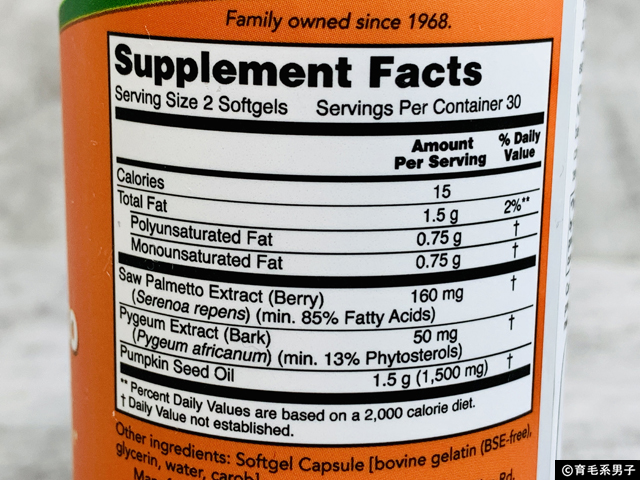 Family owned since 1968.
Supplement Facts
Serving Size 2 Softgels Servings Per Container 30
Amount Per Serving % Daily Value
Calories 15
Total Fat 1.5 g 2%**
Polyunsaturated Fat 0.75 g †
Monounsaturated Fat 0.75 g †
Saw Palmetto Extract (Berry) 160 mg †
(Serenoa repens) (min. 85% Fatty Acids)
Pygeum Extract (Bark) 50 mg †
(Pygeum africanum) (min. 13% Phytosterols)
Pumpkin Seed Oil 1.5 g (1,500 mg) †
** Percent Daily Values are based on a 2,000 calorie diet.
† Daily Value not established.
Other ingredients: Softgel Capsule [bovine gelatin (BSE-free),
glycerin, water, carob]
Rd,
©育毛系男子